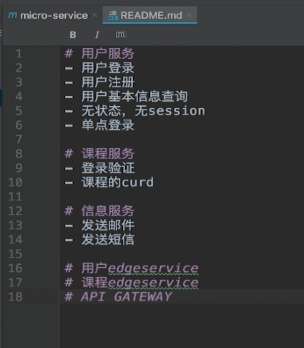 micro-service × README.md ×
B I m
1 # 用户服务
2 - 用户登录
3 - 用户注册
4 - 用户基本信息查询
5 - 无状态，无session
6 - 单点登录
7
8 # 课程服务
9 - 登录验证
10 - 课程的curd
11
12 # 信息服务
13 - 发送邮件
14 - 发送短信
15
16 # 用户edgeservice
17 # 课程edgeservice
18 # API GATEWAY